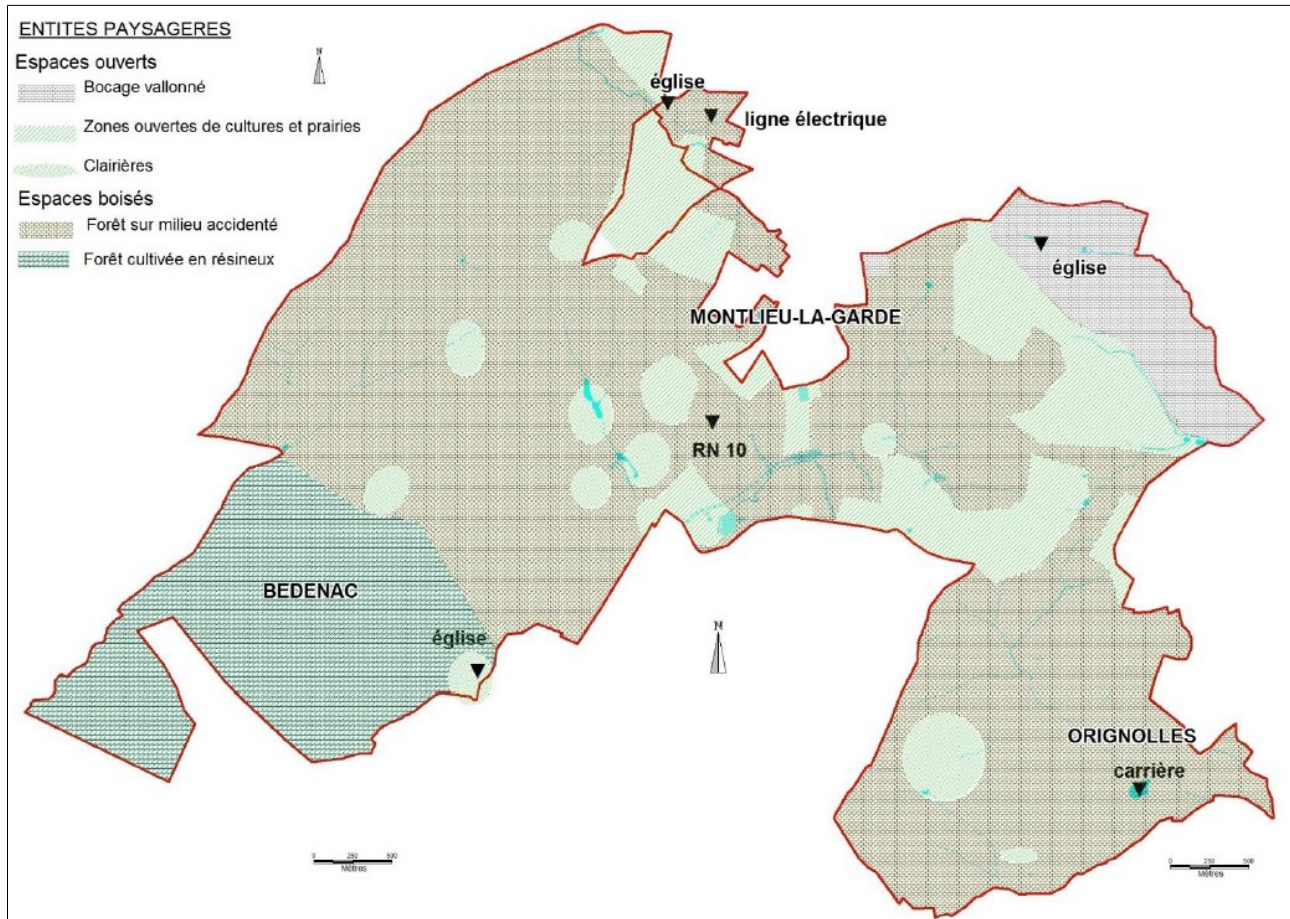 ENTITES PAYSAGERES
Espaces ouverts
Bocage vallonné
Zones ouvertes de cultures et prairies
Clairières
Espaces boisés
Forêt sur milieu accidenté
Forêt cultivée en résineux
N
église
ligne électrique
église
MONTLIEU-LA-GARDE
RN 10
BEDENAC
église
N
ORIGNOLLES
carrière
0 250 500
Mètres
0 250 500
Mètres